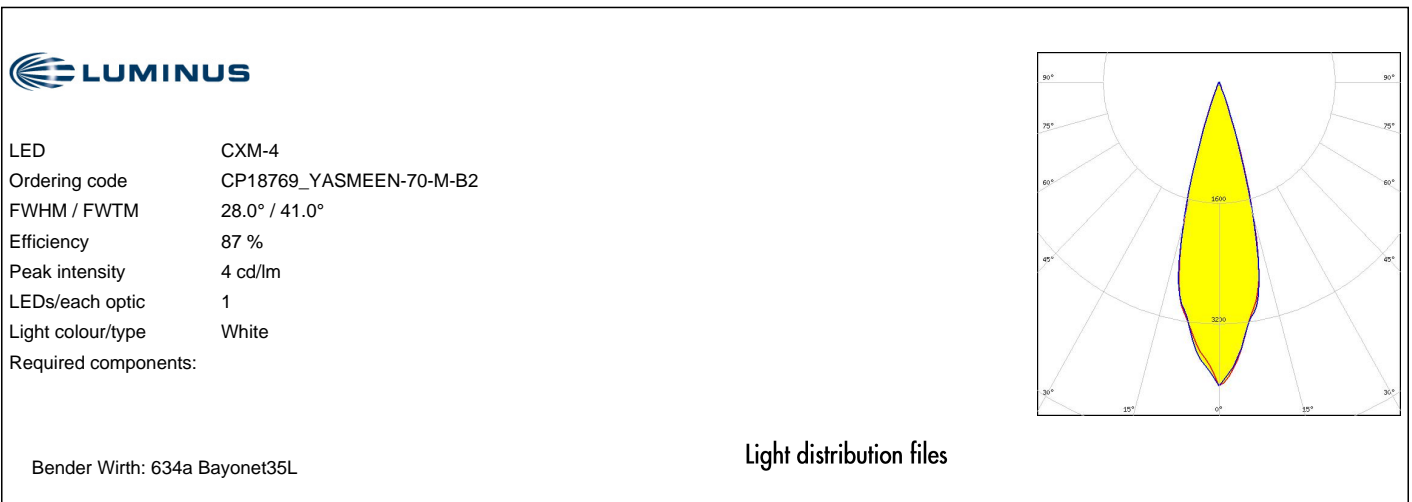 LUMINUS
LED CXM-4
Ordering code CP18769_YASMEEN-70-M-B2
FWHM / FWTM 28.0° / 41.0°
Efficiency 87 %
Peak intensity 4 cd/lm
LEDs/each optic 1
Light colour/type White
Required components:
Bender Wirth: 634a Bayonet35L
Light distribution files
90° 90°
75° 75°
60° 60°
1600
45° 45°
3200
30° 30°
15° 0° 15°